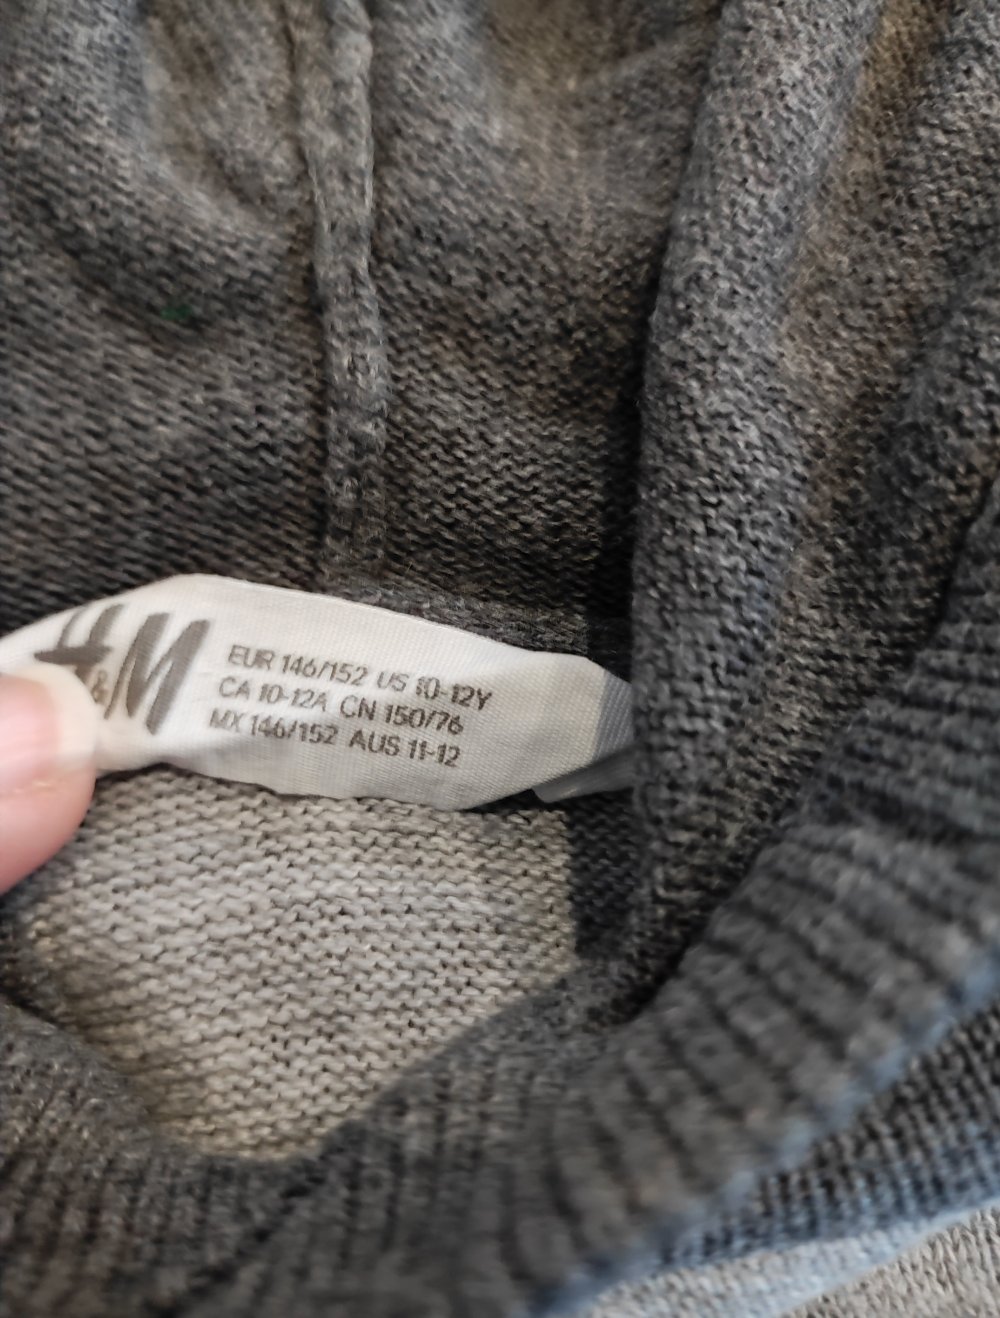 H&M
EUR 146/152 US 10-12Y
CA 10-12A CN 150/76
MX 146/152 AUS 11-12